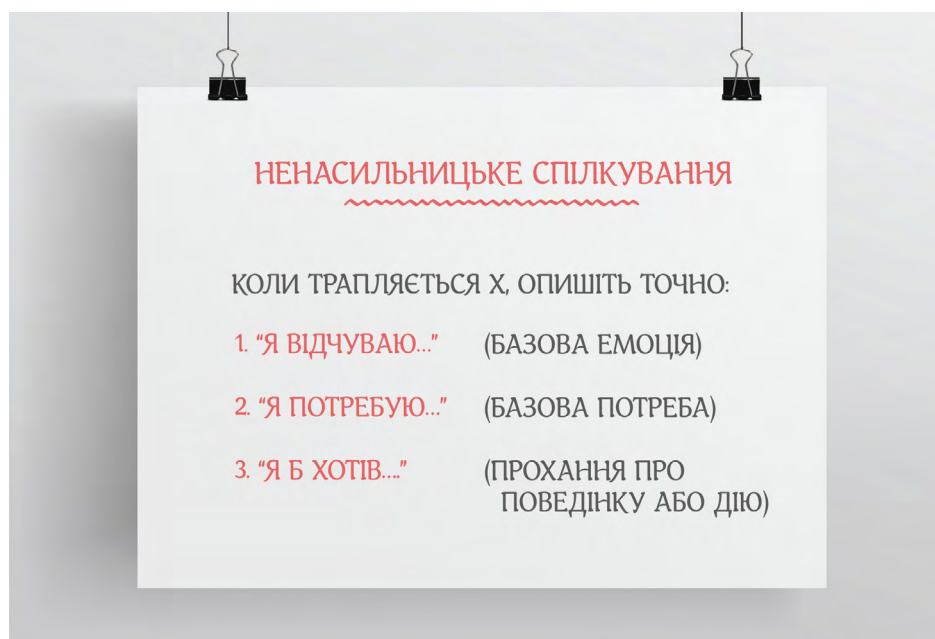 НЕНАСИЛЬНИЦЬКЕ СПІЛКУВАННЯ
КОЛИ ТРАПЛЯЄТЬСЯ Х, ОПИШІТЬ ТОЧНО:
1. “Я ВІДЧУВАЮ...” (БАЗОВА ЕМОЦІЯ)
2. “Я ПОТРЕБУЮ...” (БАЗОВА ПОТРЕБА)
3. “Я Б ХОТІВ....” (ПРОХАННЯ ПРО
ПОВЕДІНКУ АБО ДІЮ)